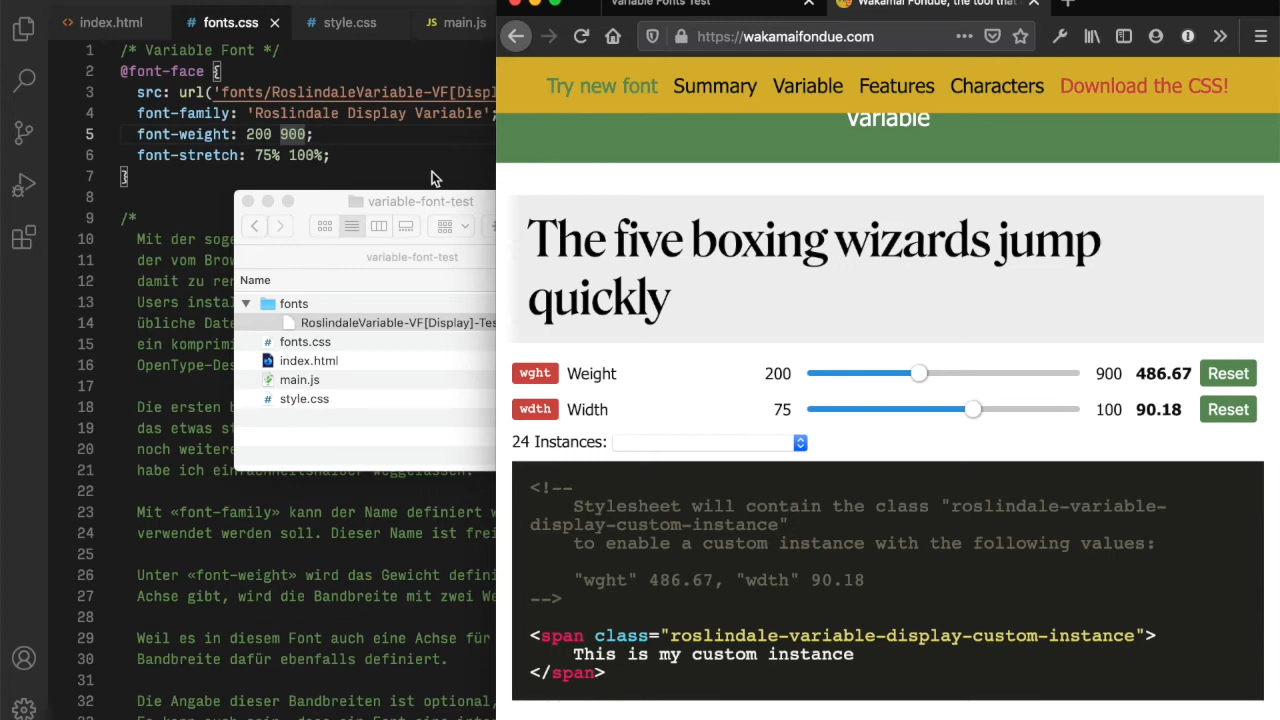 index.html
fonts.css
style.css
main.js
1 /* Variable Font */
2 @font-face {
3 src: url('fonts/RoslindaleVariable-VF[Displ
4 font-family: 'Roslindale Display Variable';
5 font-weight: 200 900;
6 font-stretch: 75% 100%;
7 }
8
9 /*
10 Mit der soge
11 der vom Brow
12 damit zu ren
13 Users instal
14 übliche Date
15 ein komprimi
16 OpenType-Des
17
18 Die ersten b
19 das etwas st
20 noch weitere
21 habe ich einfachheitshalber weggelassen.
22
23 Mit «font-family» kann der Name definiert w
24 verwendet werden soll. Dieser Name ist frei
25
26 Unter «font-weight» wird das Gewicht defini
27 Achse gibt, wird die Bandbreite mit zwei We
28
29 Weil es in diesem Font auch eine Achse für
30 Bandbreite dafür ebenfalls definiert.
31
32 Die Angabe dieser Bandbreiten ist optional,
variable-font-test
variable-font-test
Name
fonts
RoslindaleVariable-VF[Display]-Tes
fonts.css
index.html
main.js
style.css
Variable Fonts Test
Wakamai Fondue, the tool that
https://wakamaifondue.com
Try new font Summary Variable Features Characters Download the CSS!
Variable
The five boxing wizards jump
quickly
wght Weight 200 900 486.67 Reset
wdth Width 75 100 90.18 Reset
24 Instances:
<!--
Stylesheet will contain the class "roslindale-variable-
display-custom-instance"
to enable a custom instance with the following values:
"wght" 486.67, "wdth" 90.18
-->
<span class="roslindale-variable-display-custom-instance">
This is my custom instance
</span>